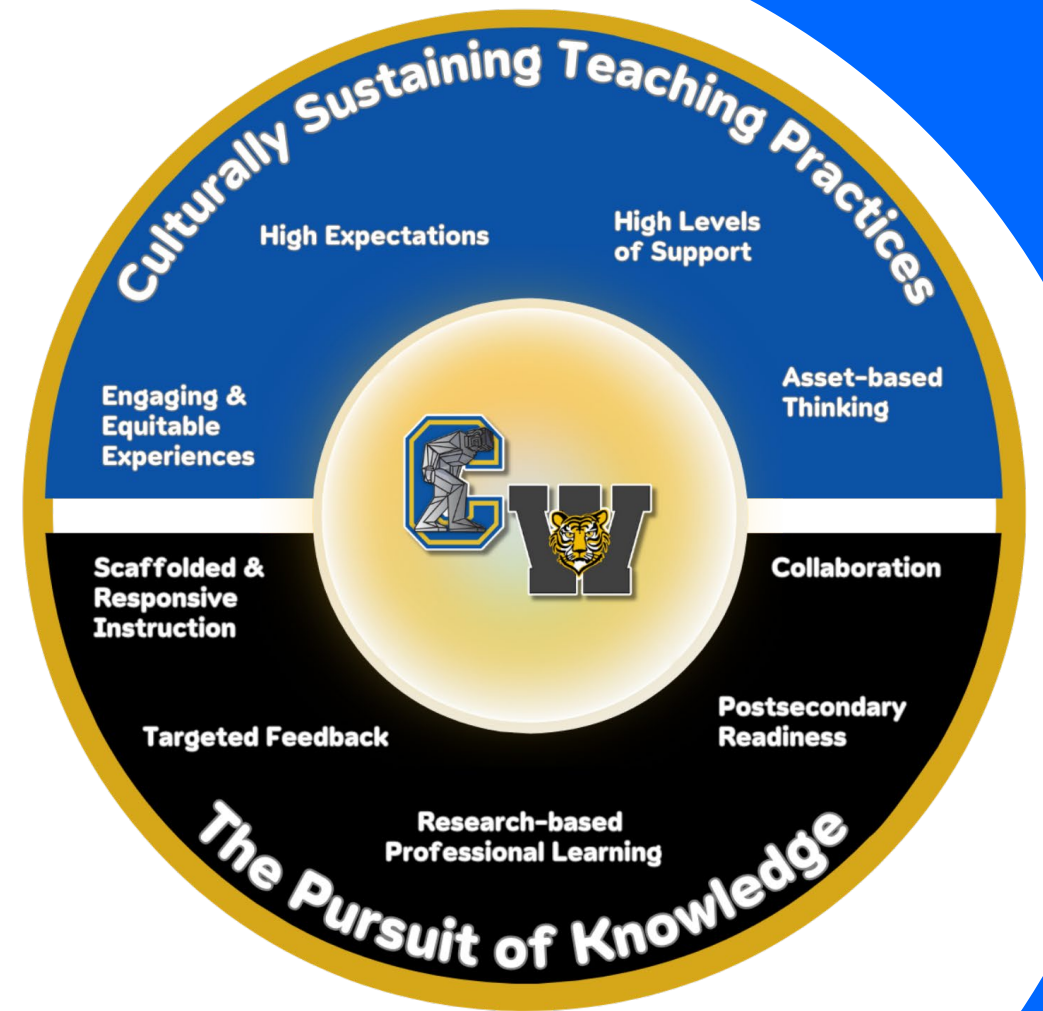 Culturally Sustaining Teaching Practices
High Expectations
High Levels
of Support
Engaging &
Equitable
Experiences
Asset-based
Thinking
C
W
Scaffolded &
Responsive
Instruction
Collaboration
Targeted Feedback
Postsecondary
Readiness
Research-based
Professional Learning
The Pursuit of Knowledge